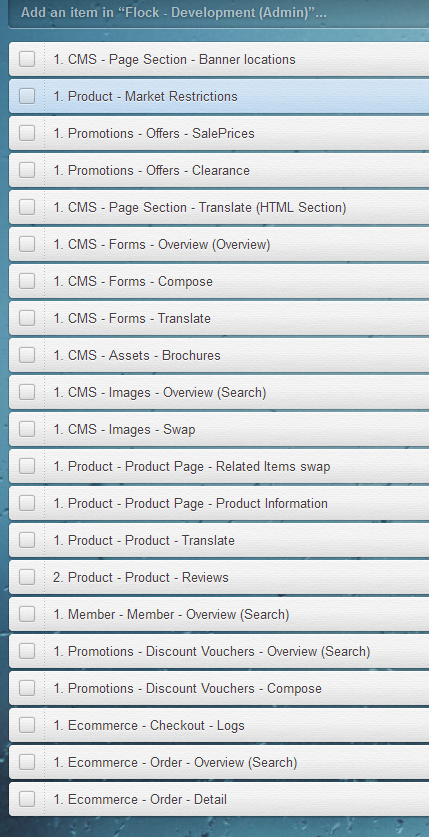 Add an item in “Flock - Development (Admin)”...
1. CMS - Page Section - Banner locations
1. Product - Market Restrictions
1. Promotions - Offers - SalePrices
1. Promotions - Offers - Clearance
1. CMS - Page Section - Translate (HTML Section)
1. CMS - Forms - Overview (Overview)
1. CMS - Forms - Compose
1. CMS - Forms - Translate
1. CMS - Assets - Brochures
1. CMS - Images - Overview (Search)
1. CMS - Images - Swap
1. Product - Product Page - Related Items swap
1. Product - Product Page - Product Information
1. Product - Product - Translate
2. Product - Product - Reviews
1. Member - Member - Overview (Search)
1. Promotions - Discount Vouchers - Overview (Search)
1. Promotions - Discount Vouchers - Compose
1. Ecommerce - Checkout - Logs
1. Ecommerce - Order - Overview (Search)
1. Ecommerce - Order - Detail